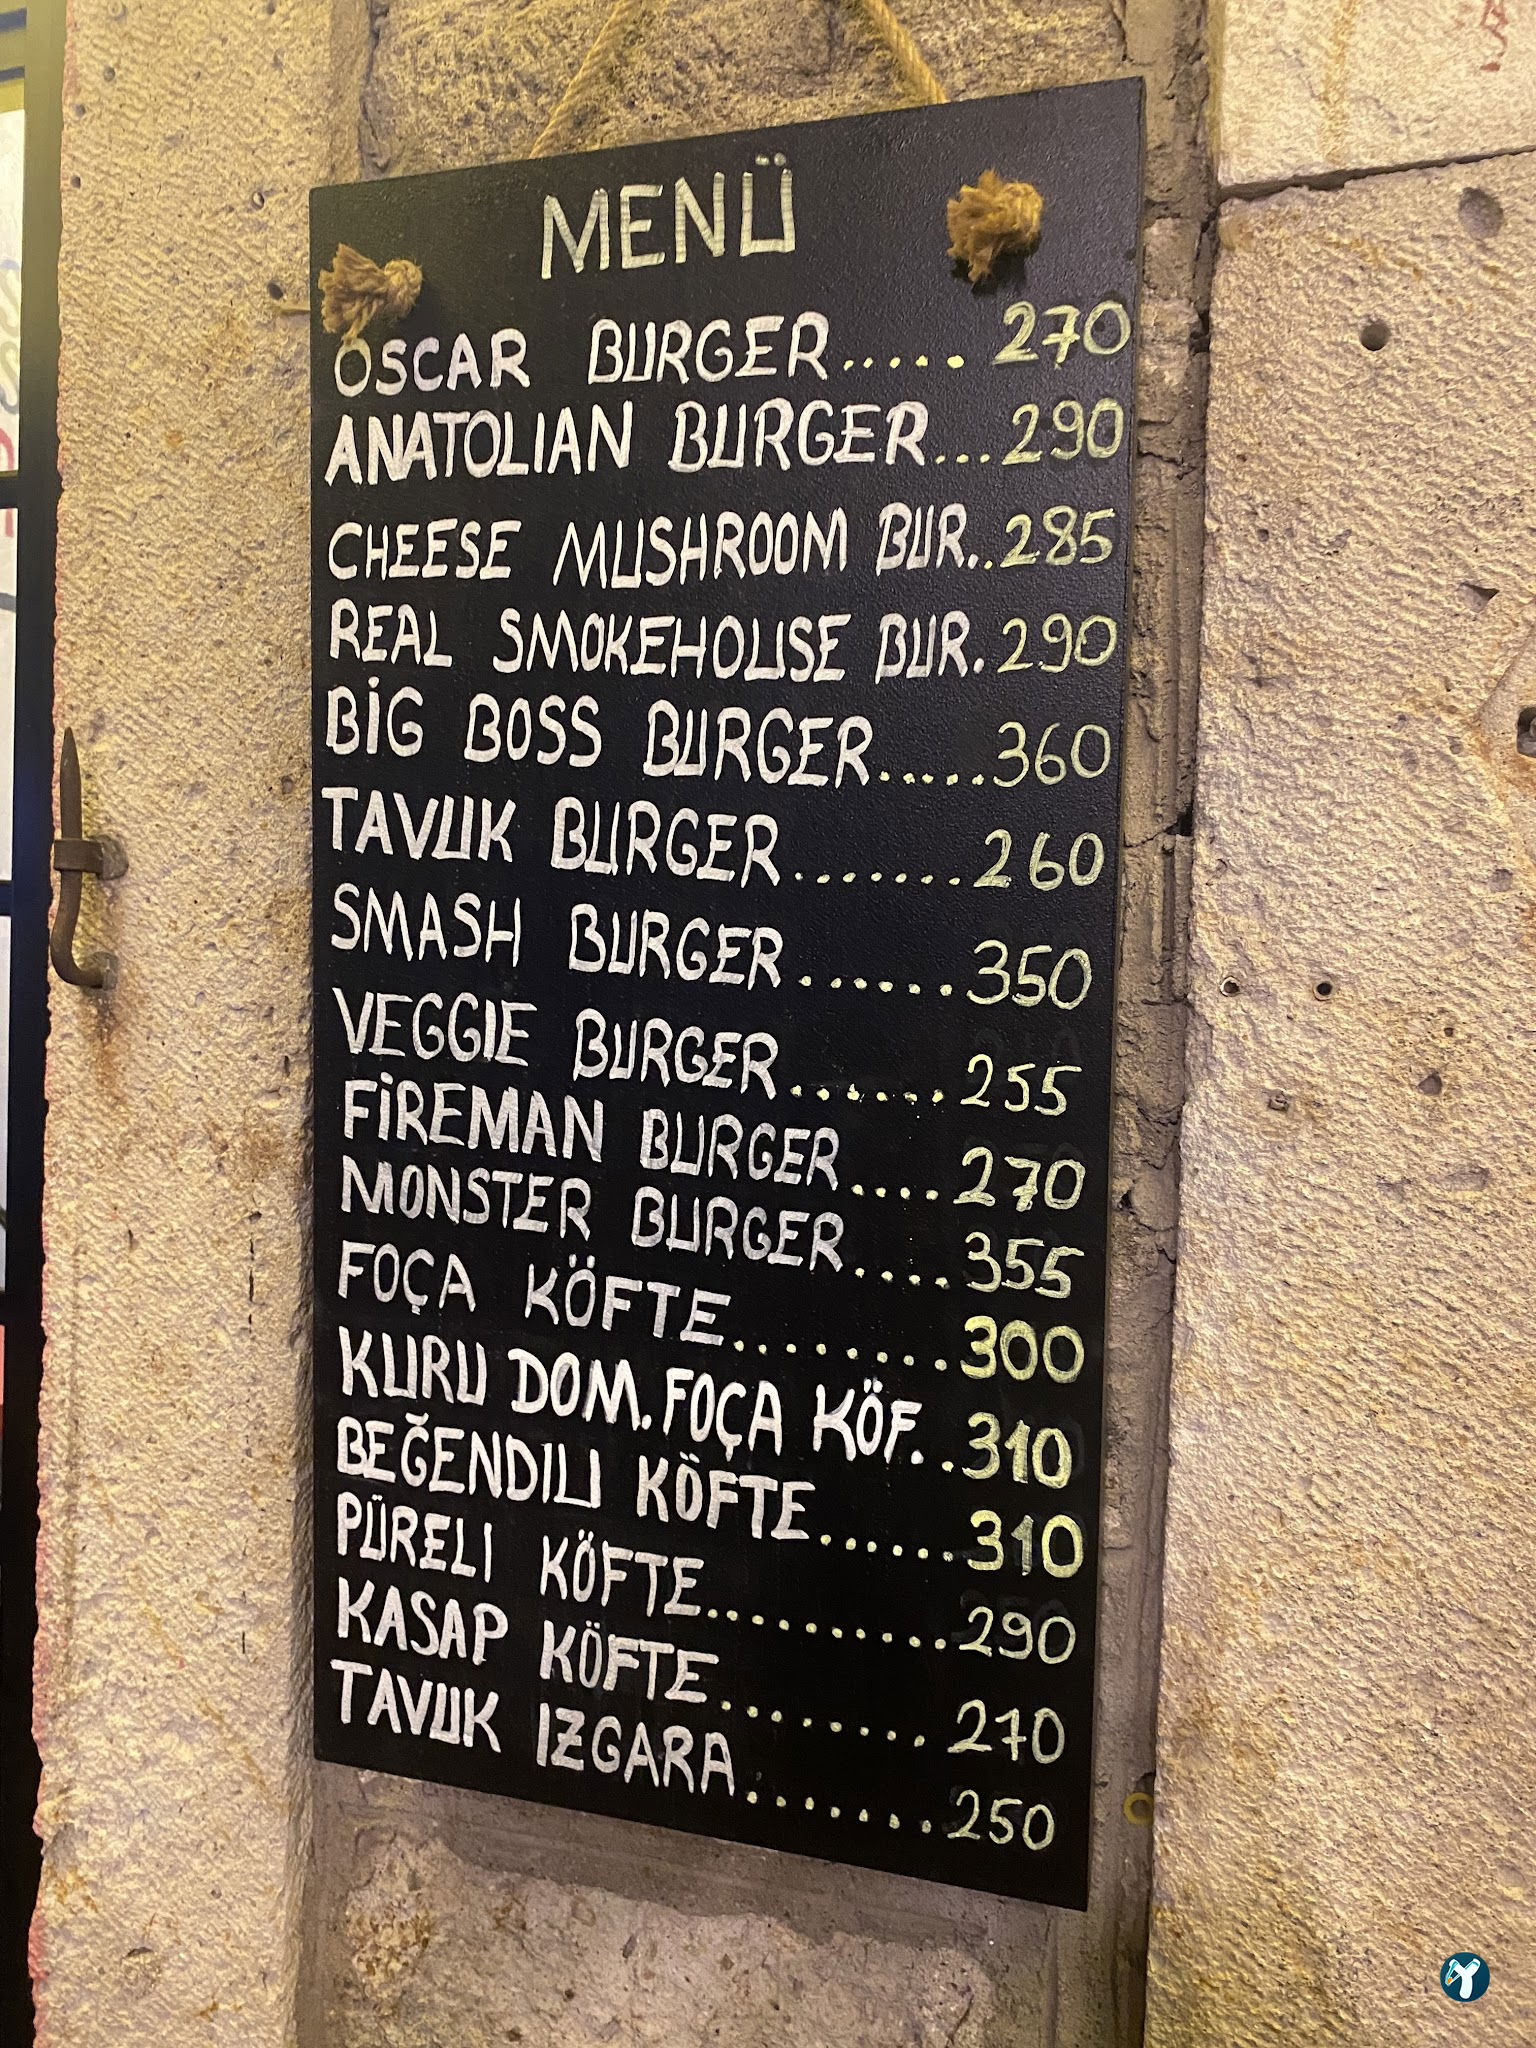 MENÜ
OSCAR BURGER..... 270
ANATOLIAN BURGER...290
CHEESE MUSHROOM BUR..285
REAL SMOKEHOUSE BUR.290
BİG BOSS BURGER.....360
TAVUK BURGER.......260
SMASH BURGER......350
VEGGIE BURGER.......255
FİREMAN BURGER....270
MONSTER BURGER....355
FOÇA KÖFTE........300
KURU DOM. FOÇA KÖF..310
BEĞENDILI KÖFTE......310
PÜRELI KÖFTE..........290
KASAP KÖFTE........270
TAVUK IZGARA.......250